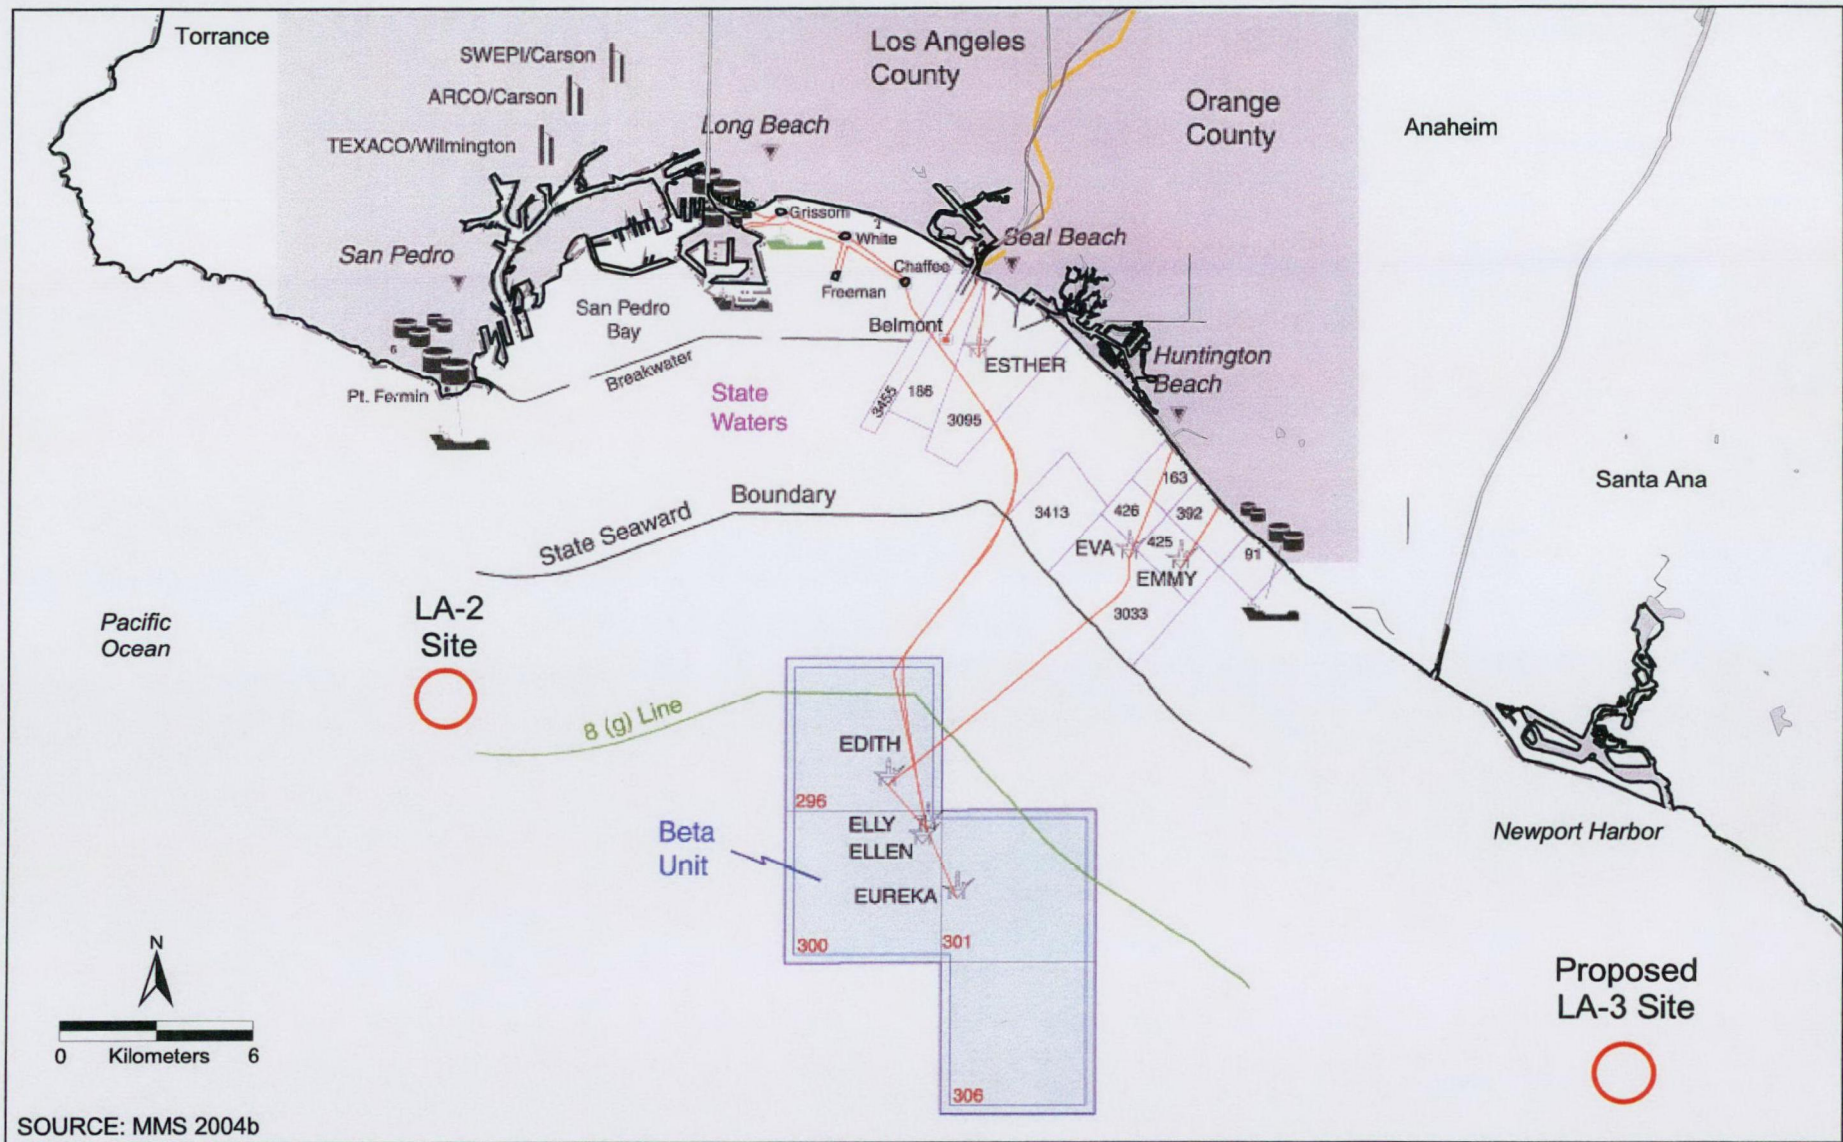 Torrance
SWEPI/Carson
ARCO/Carson
TEXACO/Wilmington
Los Angeles
County
Orange
County
Anaheim
Long Beach
San Pedro
Grissom
White
Chaffee
Freeman
Seal Beach
San Pedro
Bay
Belmont
ESTHER
Huntington
Beach
6
Pt. Fermin
Breakwater
State
Waters
3455
186
3095
State Seaward Boundary
3413
426
163
392
425
91
EVA
EMMY
3033
Santa Ana
Pacific
Ocean
LA-2
Site
8 (g) Line
EDITH
296
ELLY
ELLEN
EUREKA
Beta
Unit
300
301
306
Newport Harbor
Proposed
LA-3 Site
N
0 Kilometers 6
SOURCE: MMS 2004b